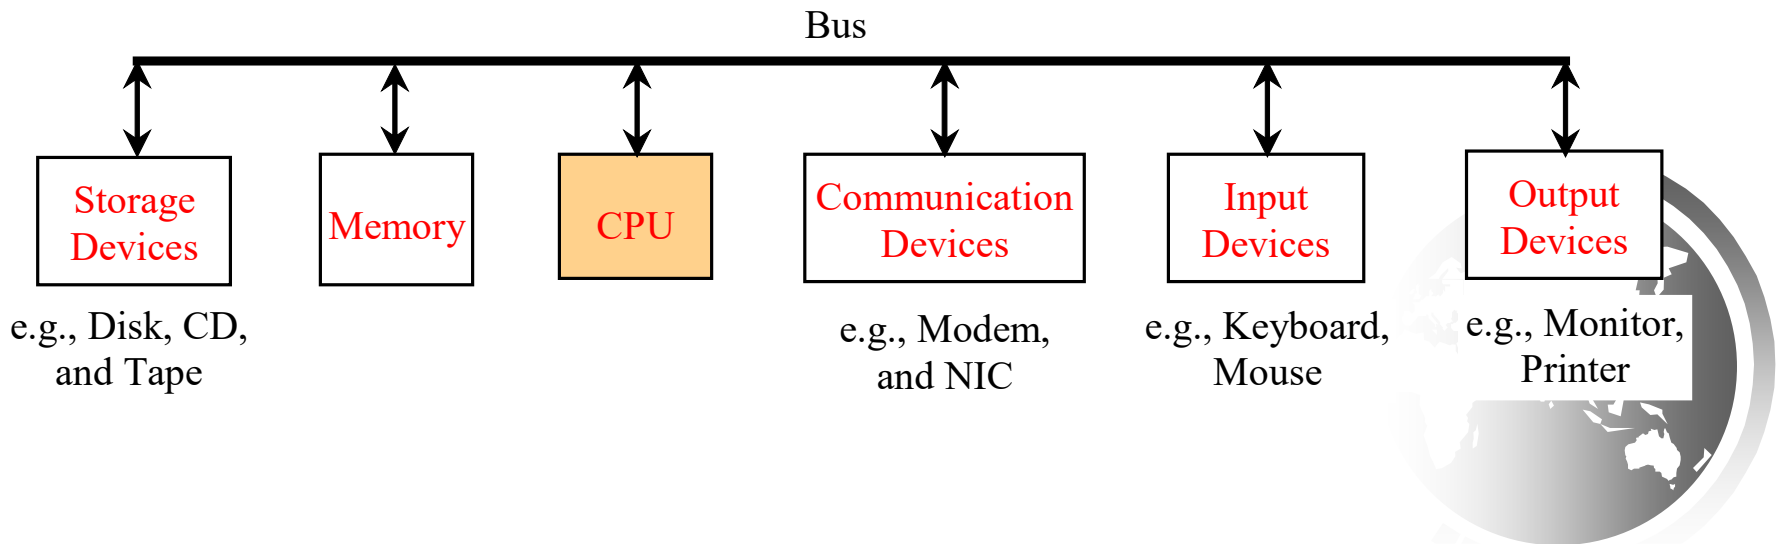 Bus
Storage
Devices
Memory
CPU
Communication
Devices
Input
Devices
Output
Devices
e.g., Disk, CD,
and Tape
e.g., Modem,
and NIC
e.g., Keyboard,
Mouse
e.g., Monitor,
Printer